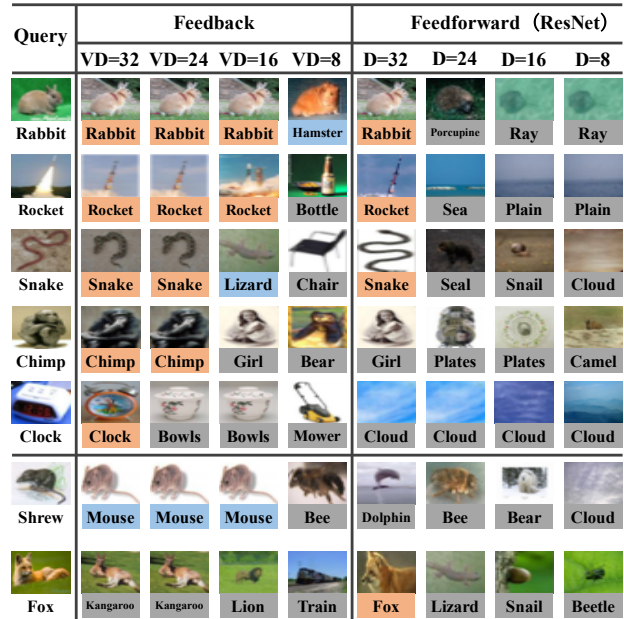 Query Feedback Feedforward（ResNet）
VD=32 VD=24 VD=16 VD=8 D=32 D=24 D=16 D=8
Rabbit Rabbit Rabbit Rabbit Hamster Rabbit Porcupine Ray Ray
Rocket Rocket Rocket Rocket Bottle Rocket Sea Plain Plain
Snake Snake Snake Lizard Chair Snake Seal Snail Cloud
Chimp Chimp Chimp Girl Bear Girl Plates Plates Camel
Clock Clock Bowls Bowls Mower Cloud Cloud Cloud Cloud
Shrew Mouse Mouse Mouse Bee Dolphin Bee Bear Cloud
Fox Kangaroo Kangaroo Lion Train Fox Lizard Snail Beetle